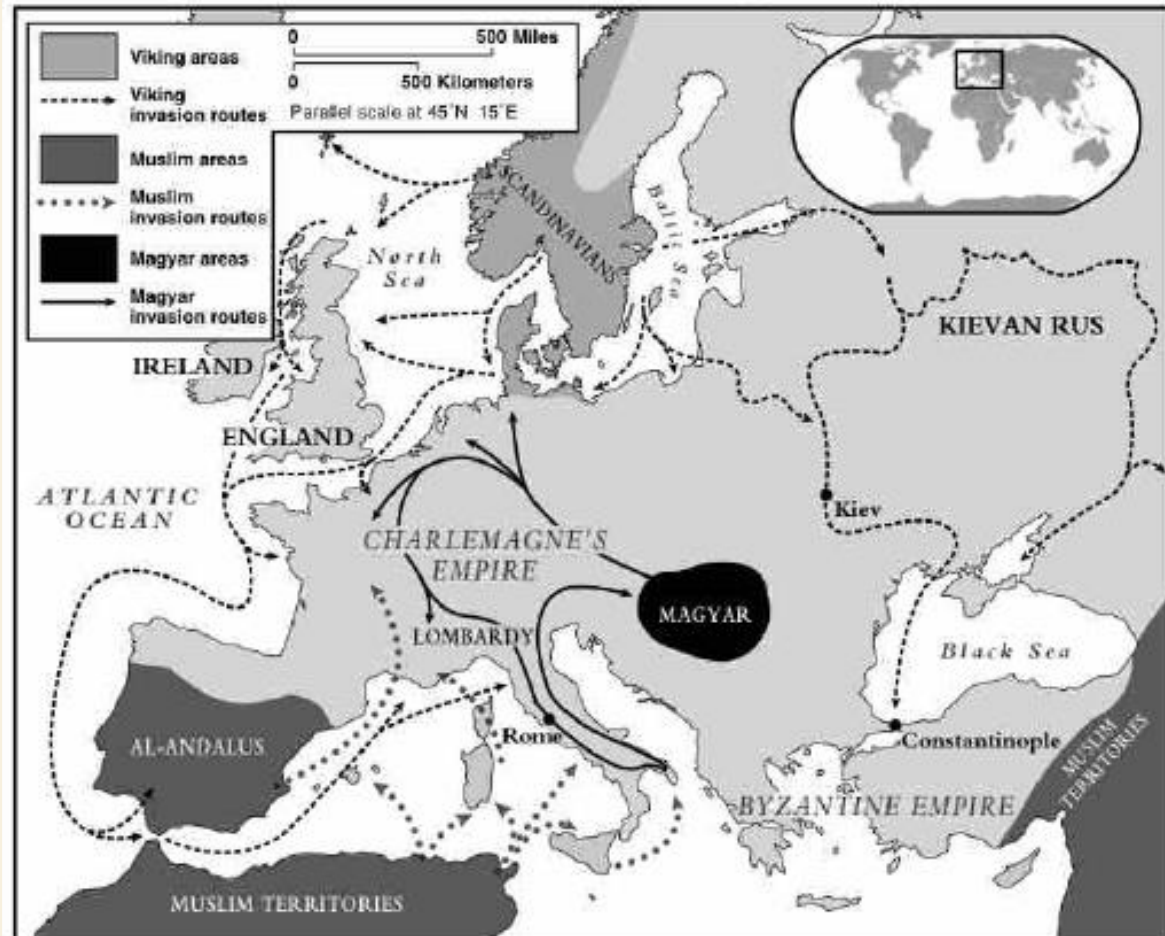 Viking areas
Viking
invasion routes
Muslim areas
Muslim
invasion routes
Magyar areas
Magyar
invasion routes
0 500 Miles
0 500 Kilometers
Parallel scale at 45°N 15°E
SCANDINAVIANS
Baltic Sea
North
Sea
KIEVAN RUS
IRELAND
ENGLAND
ATLANTIC
OCEAN
Kiev
CHARLEMAGNE'S
EMPIRE
MAGYAR
LOMBARDY
Black Sea
AL-ANDALUS
Rome
Constantinople
MUSLIM
TERRITORIES
BYZANTINE EMPIRE
MUSLIM TERRITORIES